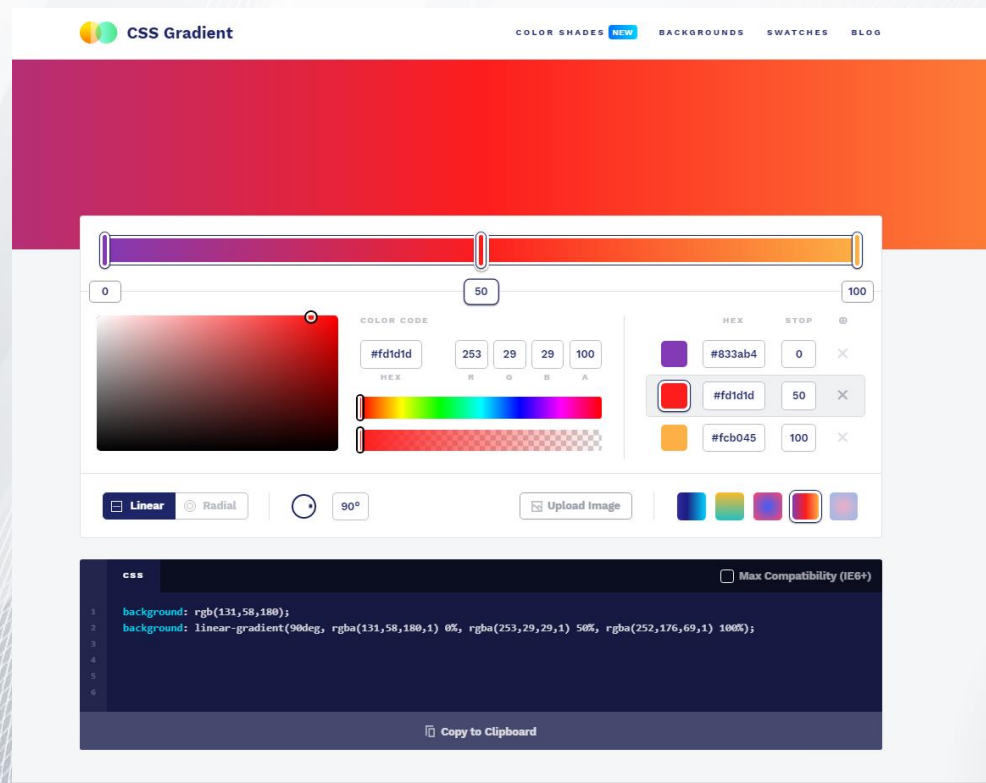 CSS Gradient
COLOR SHADES NEW BACKGROUNDS SWATCHES BLOG
0 50 100
COLOR CODE
#fd1d1d 253 29 29 100
HEX R G B A
HEX STOP
#833ab4 0
#fd1d1d 50
#fcb045 100
Linear Radial 90° Upload Image
CSS Max Compatibility (IE6+)
1 background: rgb(131,58,180);
2 background: linear-gradient(90deg, rgba(131,58,180,1) 0%, rgba(253,29,29,1) 50%, rgba(252,176,69,1) 100%);
3
4
5
6
Copy to Clipboard